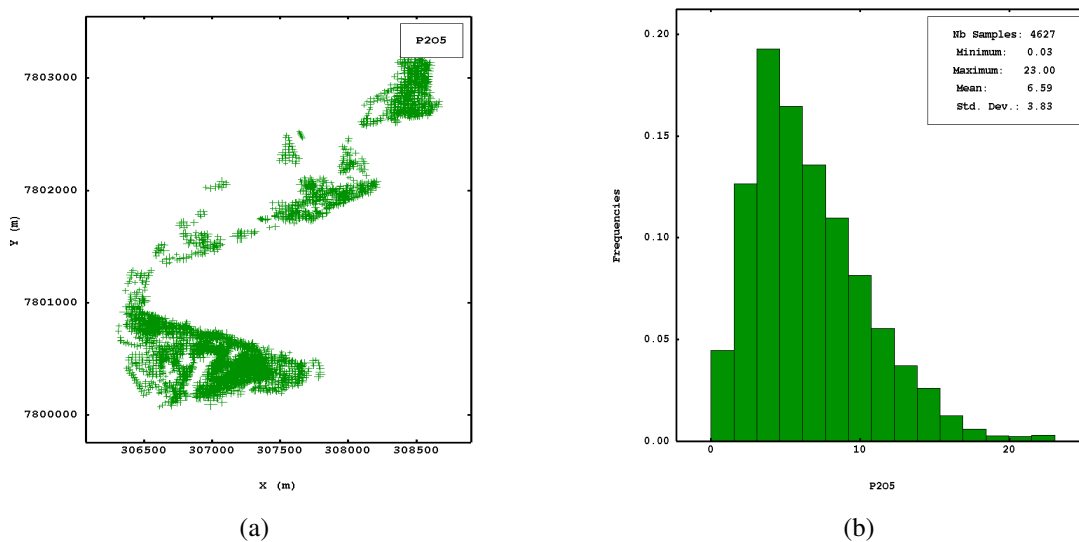 P2O5
Y (m)
7803000
7802000
7801000
7800000
306500 307000 307500 308000 308500
X (m)
(a)
Nb Samples: 4627
Minimum: 0.03
Maximum: 23.00
Mean: 6.59
Std. Dev.: 3.83
Frequencies
0.20
0.15
0.10
0.05
0.00
0 10 20
P2O5
(b)